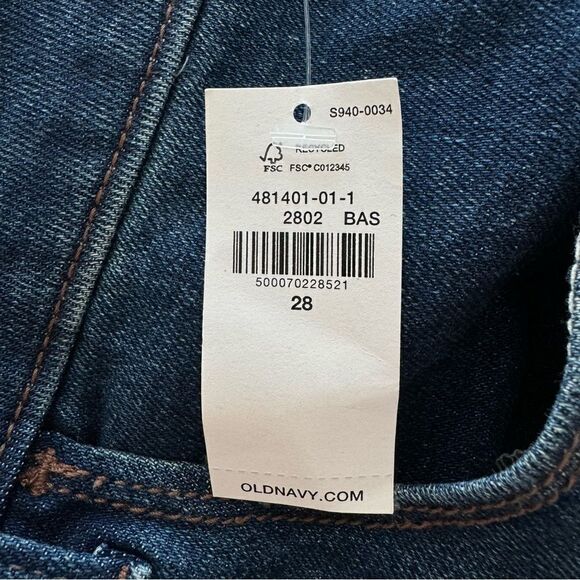 S940-0034
RECYCLED
FSC FSC® C012345
481401-01-1
2802 BAS
500070228521
28
OLDNAVY.COM